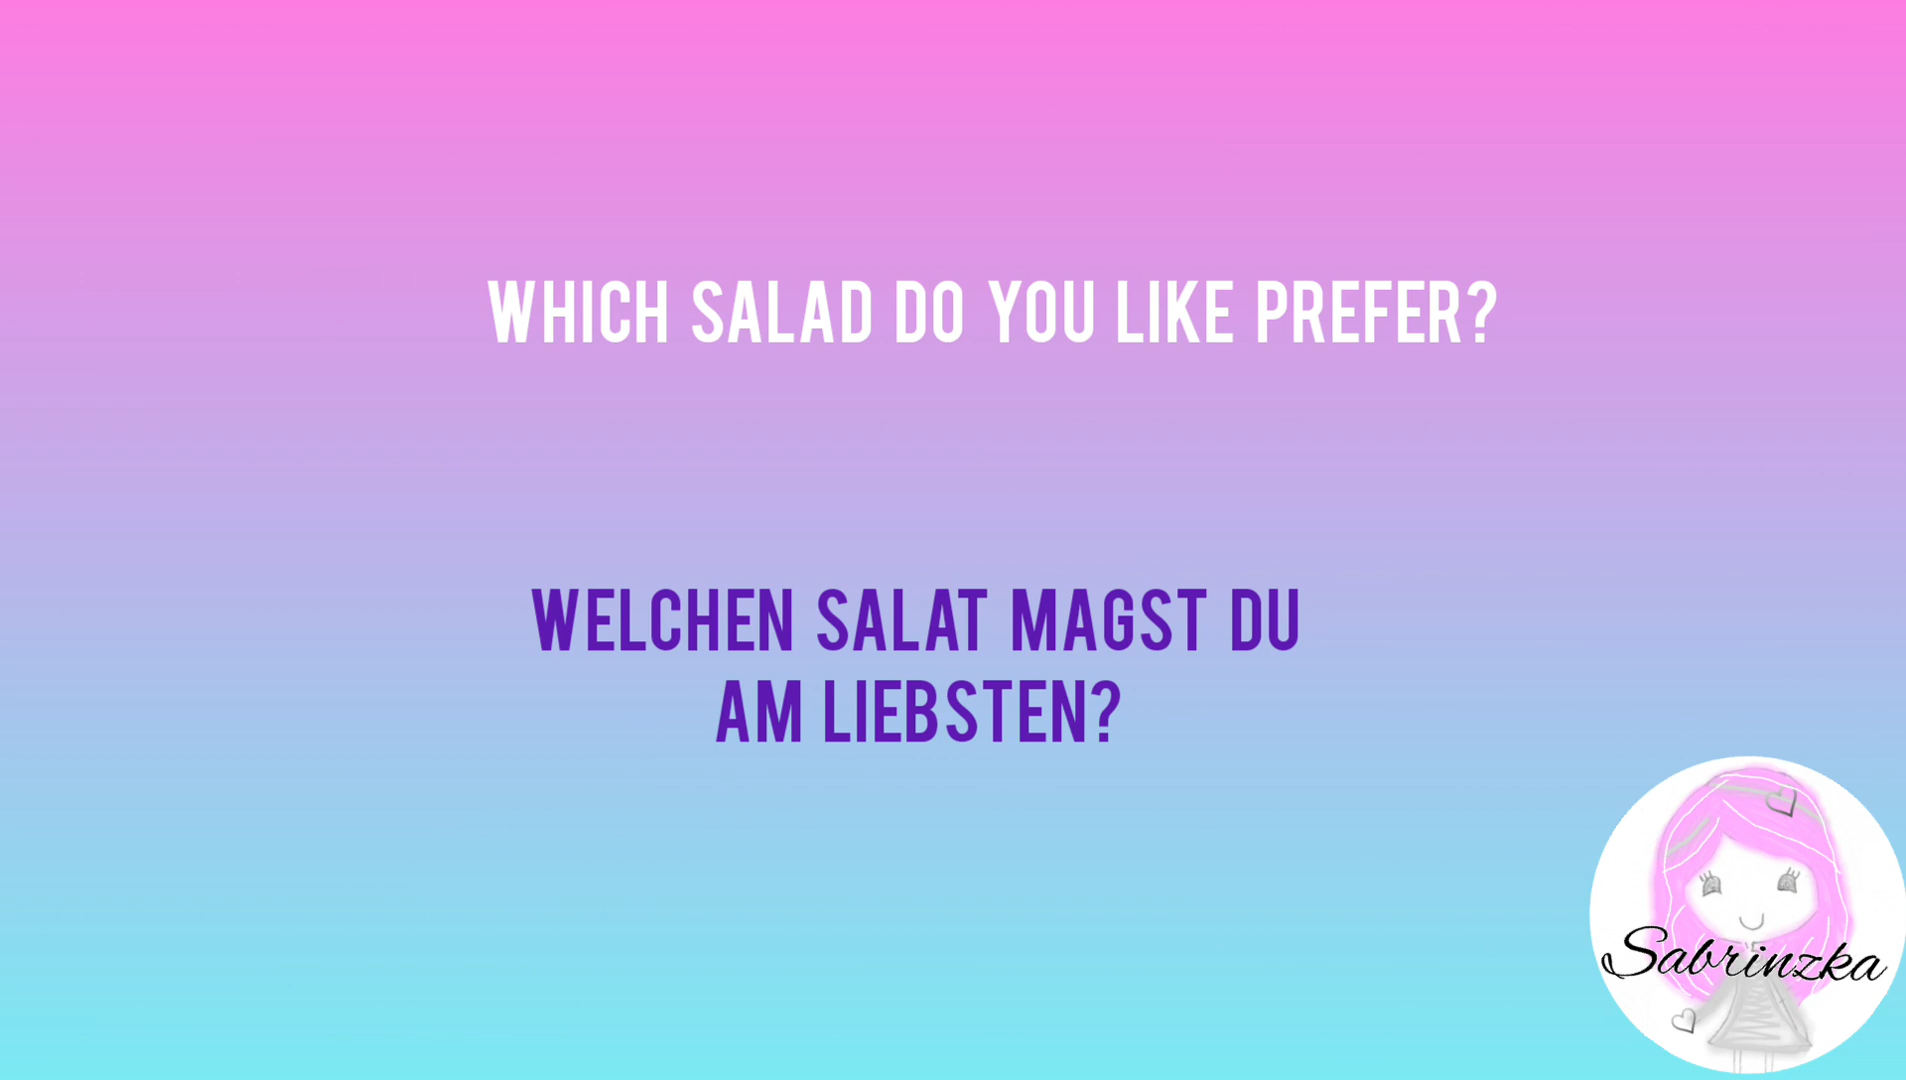 WHICH SALAD DO YOU LIKE PREFER?
WELCHEN SALAT MAGST DU
AM LIEBSTEN?
Sabrinzka